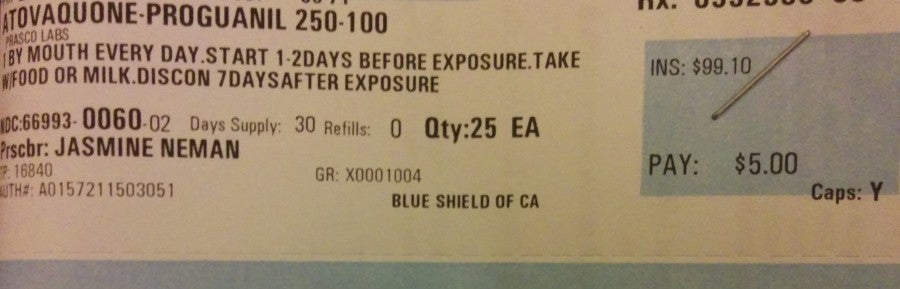 ATOVAQUONE-PROGUANIL 250-100
PRASCO LABS
1 BY MOUTH EVERY DAY.START 1-2DAYS BEFORE EXPOSURE.TAKE
W/FOOD OR MILK.DISCON 7DAYSAFTER EXPOSURE
NDC:66993-0060-02 Days Supply: 30 Refills: 0 Qty:25 EA
Prscbr: JASMINE NEMAN
TP: 16840
GR: X0001004
AUTH#: A0157211503051
BLUE SHIELD OF CA
INS: $99.10
PAY: $5.00
Caps: Y